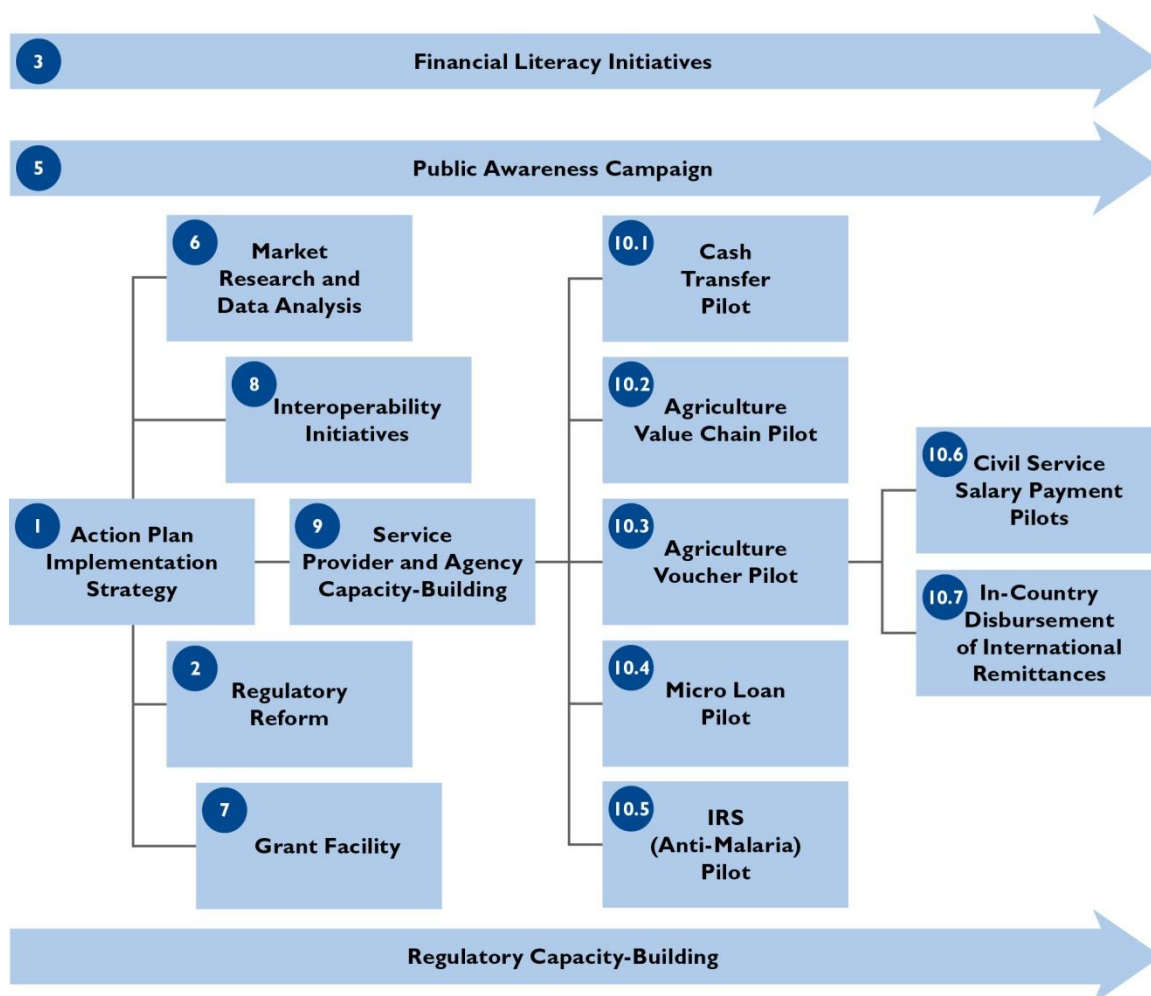 3
Financial Literacy Initiatives
5
Public Awareness Campaign
6
Market
Research and
Data Analysis
8
Interoperability
Initiatives
1
Action Plan
Implementation
Strategy
9
Service
Provider and Agency
Capacity-Building
2
Regulatory
Reform
7
Grant Facility
10.1
Cash
Transfer
Pilot
10.2
Agriculture
Value Chain Pilot
10.3
Agriculture
Voucher Pilot
10.4
Micro Loan
Pilot
10.5
IRS
(Anti-Malaria)
Pilot
10.6
Civil Service
Salary Payment
Pilots
10.7
In-Country
Disbursement
of International
Remittances
Regulatory Capacity-Building